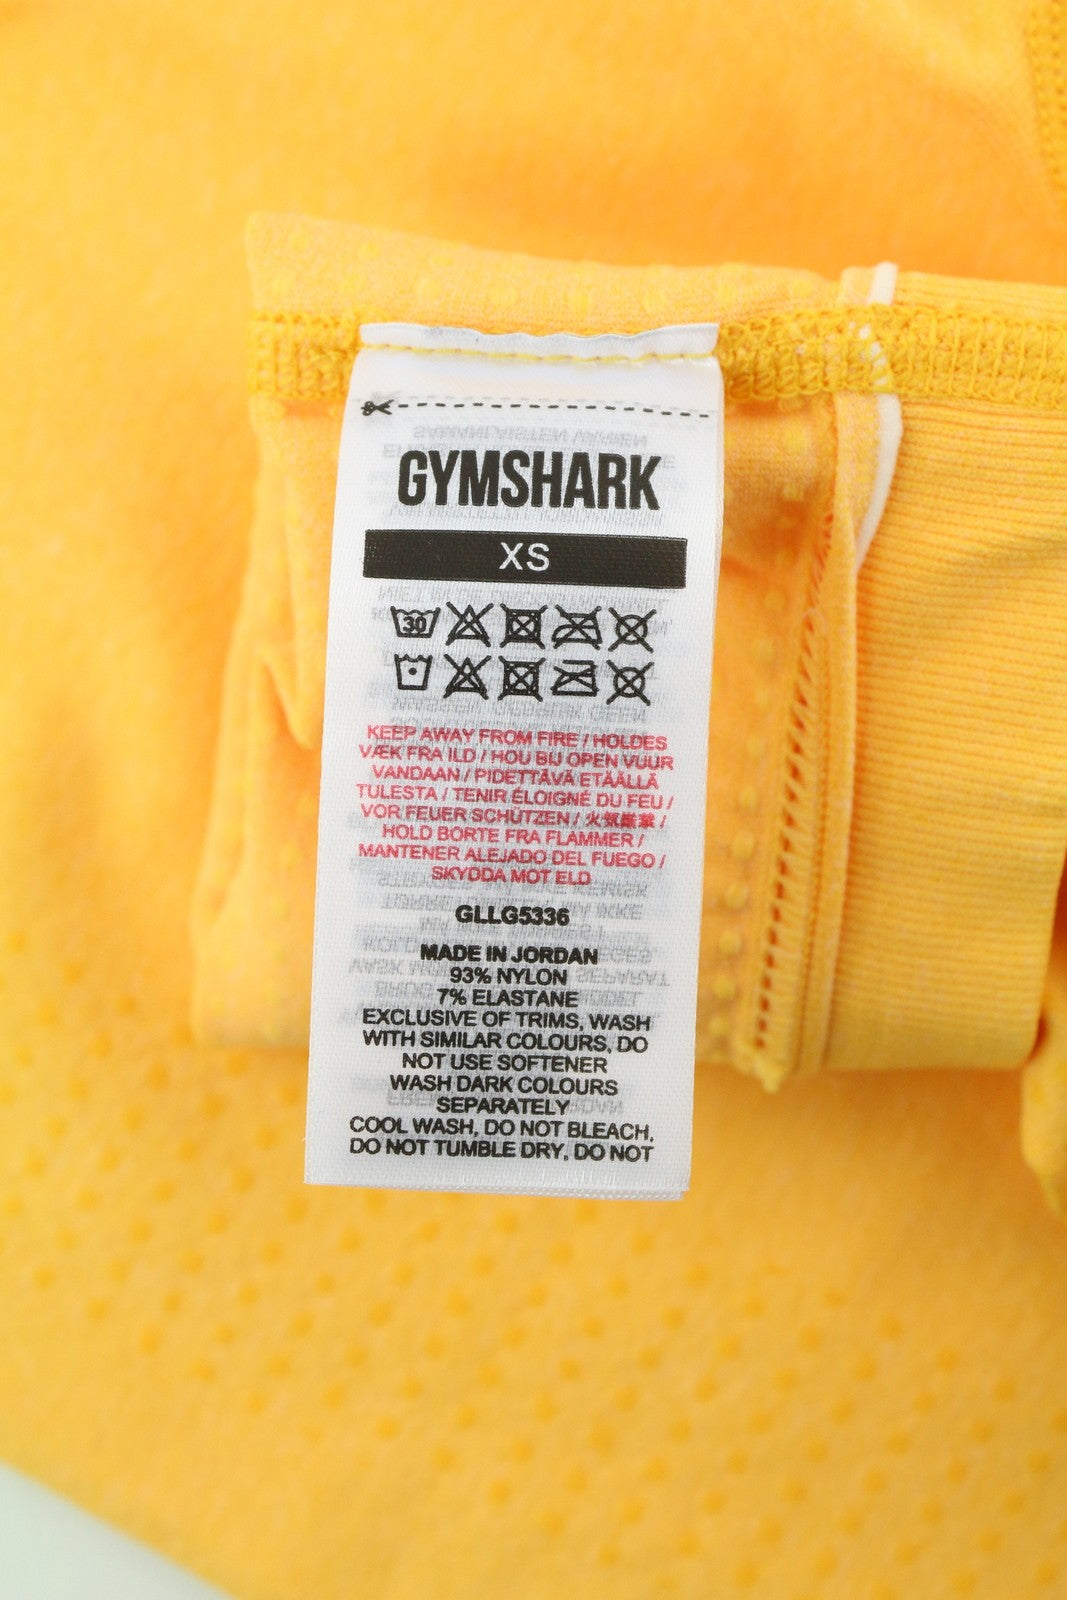 GYMSHARK
XS
30
KEEP AWAY FROM FIRE / HOLDES
VÆK FRA ILD / HOU BIJ OPEN VUUR
VANDAAN / PIDETTÄVÄ ETÄÄLLÄ
TULESTA / TENIR ÉLOIGNÉ DU FEU /
VOR FEUER SCHÜTZEN / 火気厳禁 /
HOLD BORTE FRA FLAMMER /
MANTENER ALEJADO DEL FUEGO /
SKYDDA MOT ELD
GLLG5336
MADE IN JORDAN
93% NYLON
7% ELASTANE
EXCLUSIVE OF TRIMS, WASH
WITH SIMILAR COLOURS, DO
NOT USE SOFTENER
WASH DARK COLOURS
SEPARATELY
COOL WASH, DO NOT BLEACH,
DO NOT TUMBLE DRY, DO NOT